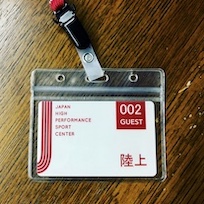 JAPAN
HIGH
PERFORMANCE
SPORT
CENTER
002
GUEST
陸上